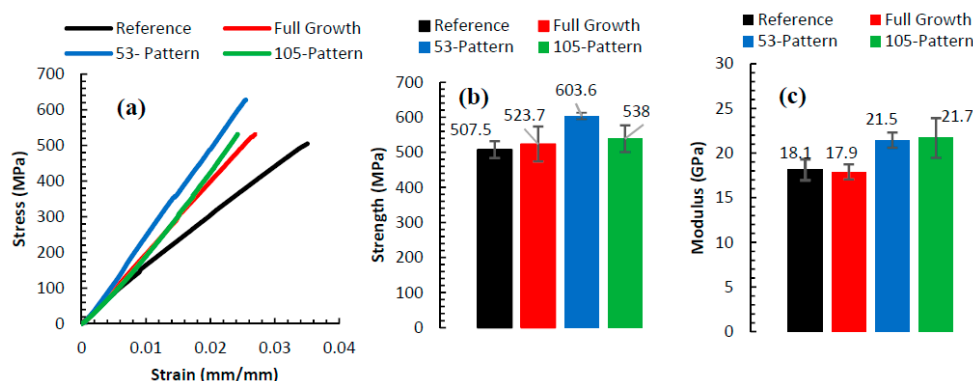 Reference
Full Growth
53- Pattern
105-Pattern
(a)
700
600
500
400
300
200
100
0
Stress (MPa)
0
0.01
0.02
0.03
0.04
Strain (mm/mm)
Reference
Full Growth
53-Pattern
105-Pattern
(b)
700
600
500
400
300
200
100
0
Strength (MPa)
507.5
523.7
603.6
538
Reference
Full Growth
53-Pattern
105-Pattern
(c)
30
25
20
15
10
5
0
Modulus (GPa)
18.1
17.9
21.5
21.7